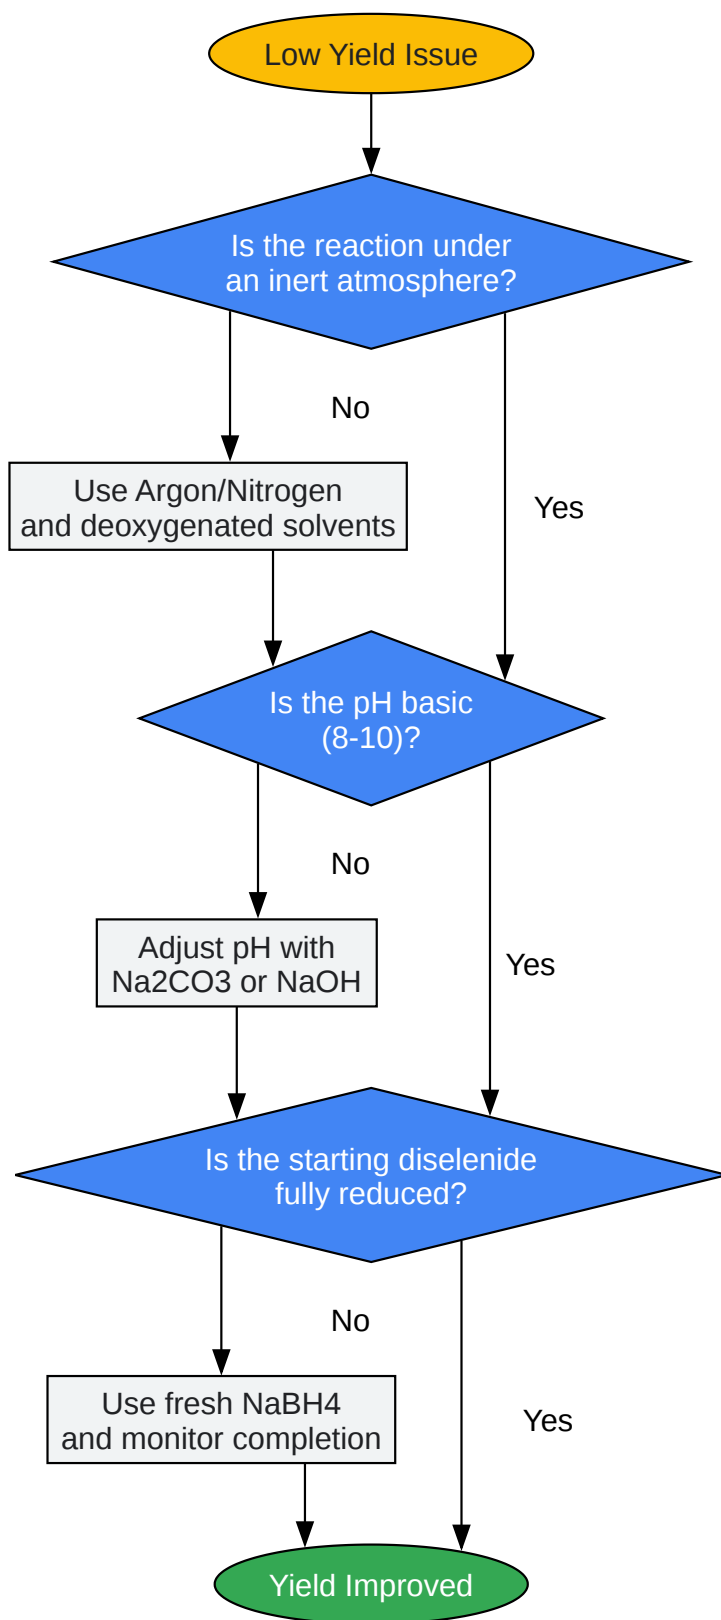 Low Yield Issue
Is the reaction under
an inert atmosphere?
No
Use Argon/Nitrogen
and deoxygenated solvents
Yes
Is the pH basic
(8-10)?
No
Adjust pH with
Na2CO3 or NaOH
Yes
Is the starting diselenide
fully reduced?
No
Use fresh NaBH4
and monitor completion
Yes
Yield Improved